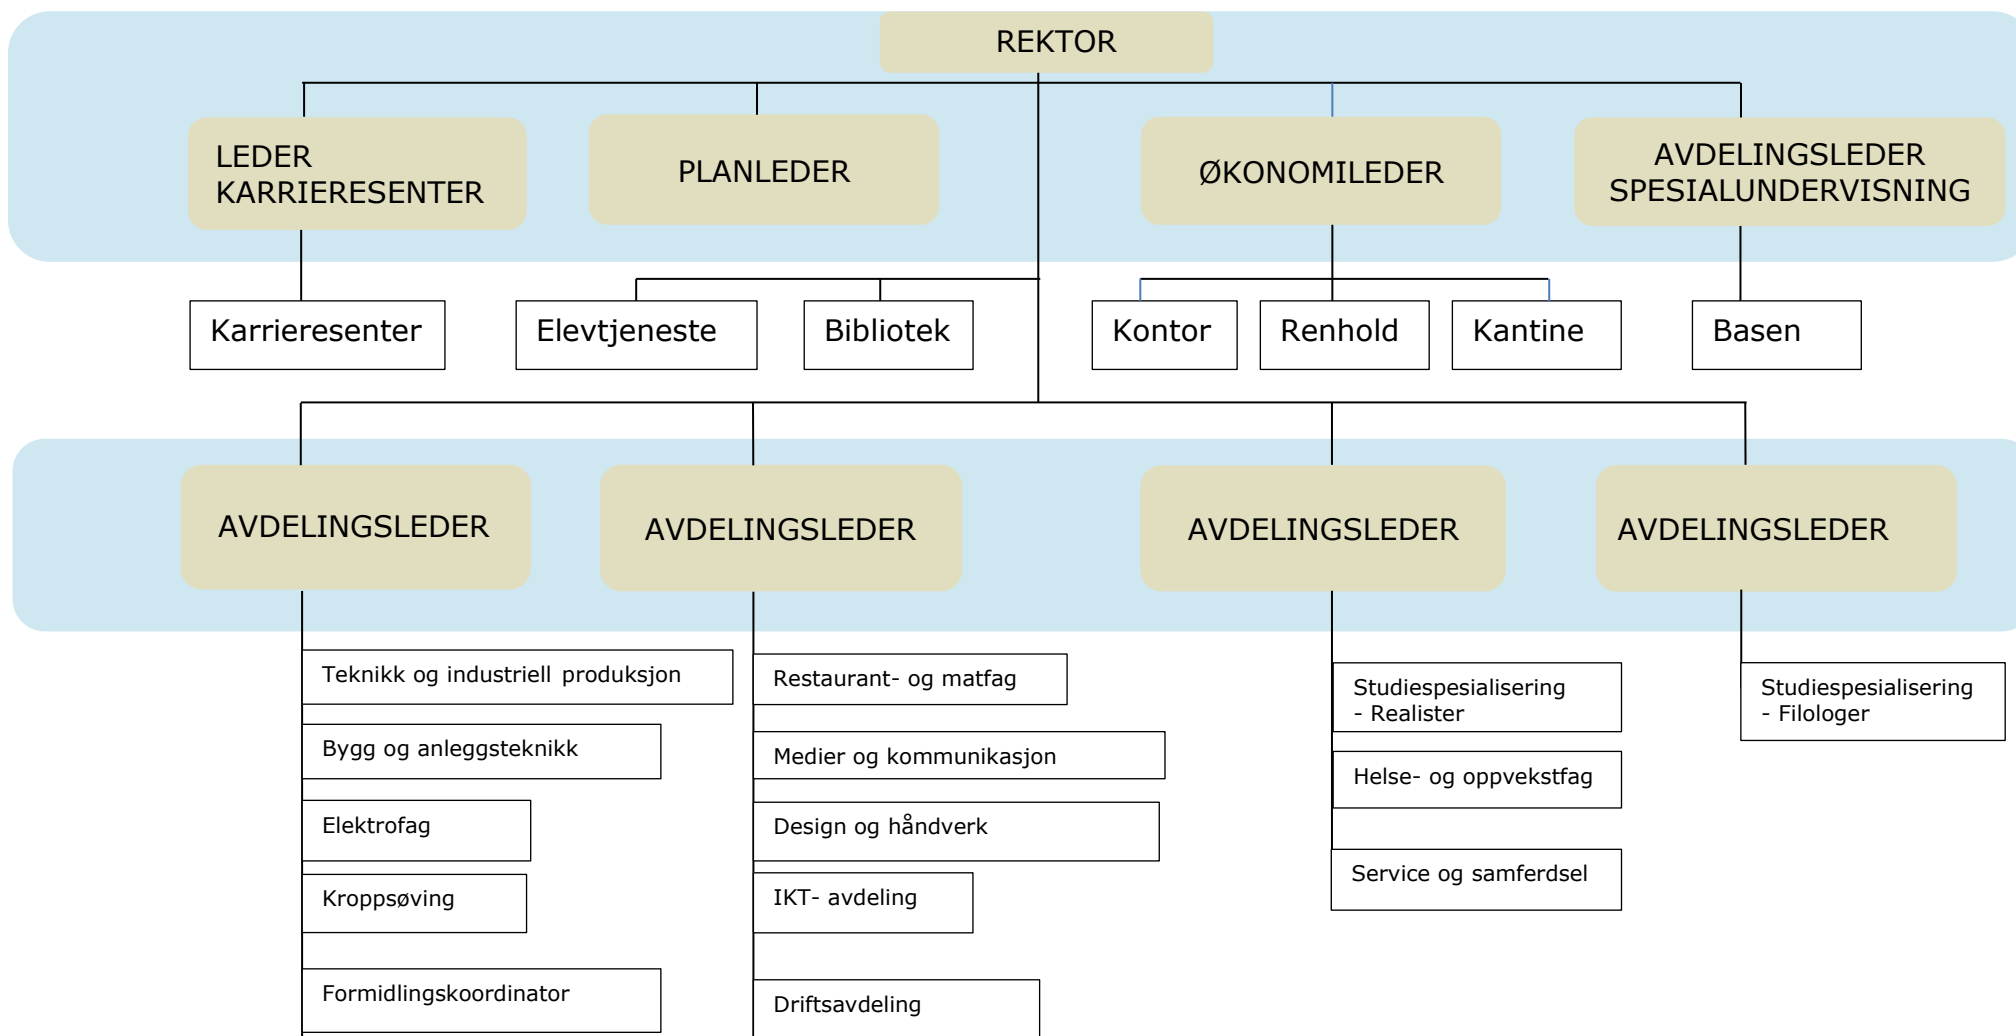 REKTOR
LEDER
KARRIERESENTER
PLANLEDER
ØKONOMILEDER
AVDELINGSLEDER
SPESIALUNDERVISNING
Karrieresenter
Elevtjeneste
Bibliotek
Kontor
Renhold
Kantine
Basen
AVDELINGSLEDER
AVDELINGSLEDER
AVDELINGSLEDER
AVDELINGSLEDER
Teknikk og industriell produksjon
Bygg og anleggsteknikk
Elektrofag
Kroppsøving
Formidlingskoordinator
Restaurant- og matfag
Medier og kommunikasjon
Design og håndverk
IKT- avdeling
Driftsavdeling
Studiespesialisering
- Realister
Helse- og oppvekstfag
Service og samferdsel
Studiespesialisering
- Filologer